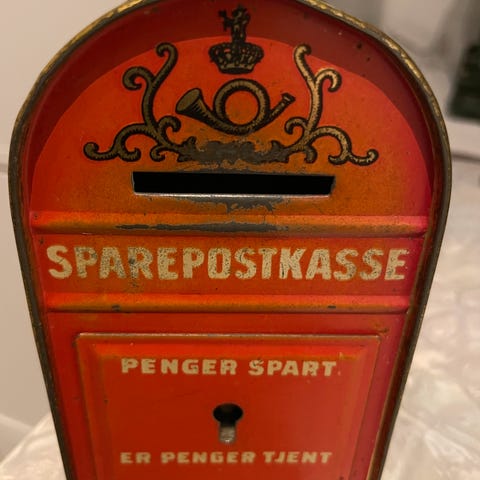 SPAREPOSTKASSE
PENGER SPART
ER PENGER TJENT